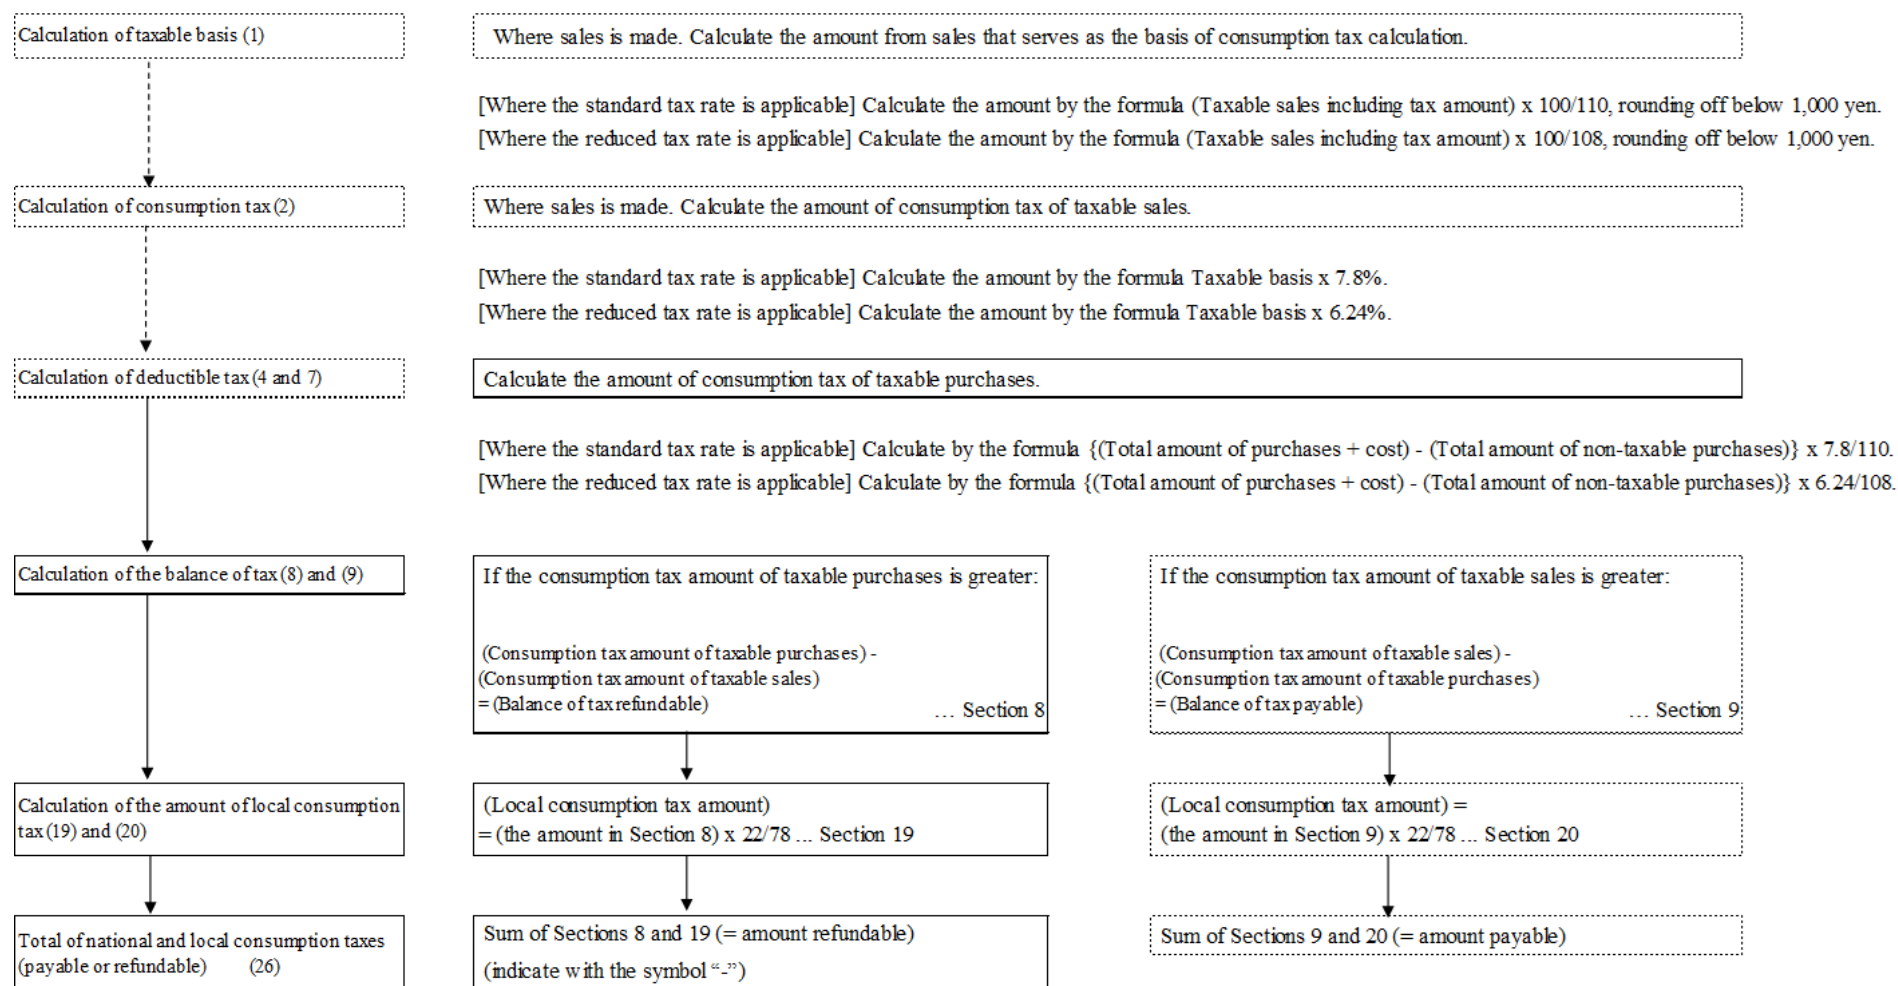 Calculation of taxable basis (1)
Where sales is made. Calculate the amount from sales that serves as the basis of consumption tax calculation.
[Where the standard tax rate is applicable] Calculate the amount by the formula (Taxable sales including tax amount) x 100/110, rounding off below 1,000 yen.
[Where the reduced tax rate is applicable] Calculate the amount by the formula (Taxable sales including tax amount) x 100/108, rounding off below 1,000 yen.
Calculation of consumption tax (2)
Where sales is made. Calculate the amount of consumption tax of taxable sales.
[Where the standard tax rate is applicable] Calculate the amount by the formula Taxable basis x 7.8%.
[Where the reduced tax rate is applicable] Calculate the amount by the formula Taxable basis x 6.24%.
Calculation of deductible tax (4 and 7)
Calculate the amount of consumption tax of taxable purchases.
[Where the standard tax rate is applicable] Calculate by the formula {(Total amount of purchases + cost) - (Total amount of non-taxable purchases)} x 7.8/110.
[Where the reduced tax rate is applicable] Calculate by the formula {(Total amount of purchases + cost) - (Total amount of non-taxable purchases)} x 6.24/108.
Calculation of the balance of tax (8) and (9)
If the consumption tax amount of taxable purchases is greater:
(Consumption tax amount of taxable purchases) -
(Consumption tax amount of taxable sales)
= (Balance of tax refundable) … Section 8
If the consumption tax amount of taxable sales is greater:
(Consumption tax amount of taxable sales) -
(Consumption tax amount of taxable purchases)
= (Balance of tax payable) … Section 9
Calculation of the amount of local consumption
tax (19) and (20)
(Local consumption tax amount)
= (the amount in Section 8) x 22/78 … Section 19
(Local consumption tax amount) =
(the amount in Section 9) x 22/78 … Section 20
Total of national and local consumption taxes
(payable or refundable) (26)
Sum of Sections 8 and 19 (= amount refundable)
(indicate with the symbol “-”)
Sum of Sections 9 and 20 (= amount payable)